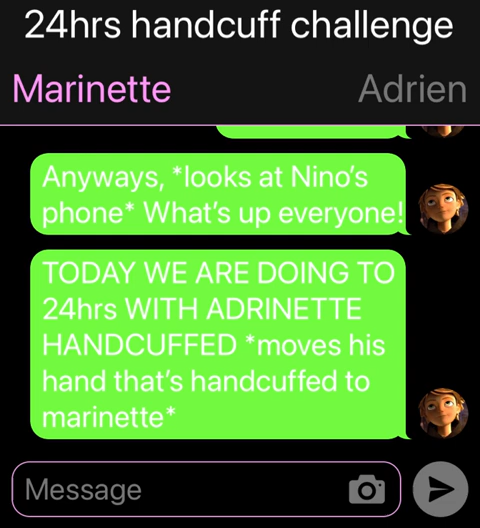 24hrs handcuff challenge
Marinette
Adrien
Anyways, *looks at Nino's
phone* What's up everyone!
TODAY WE ARE DOING TO
24hrs WITH ADRINETTE
HANDCUFFED *moves his
hand that's handcuffed to
marinette*
Message